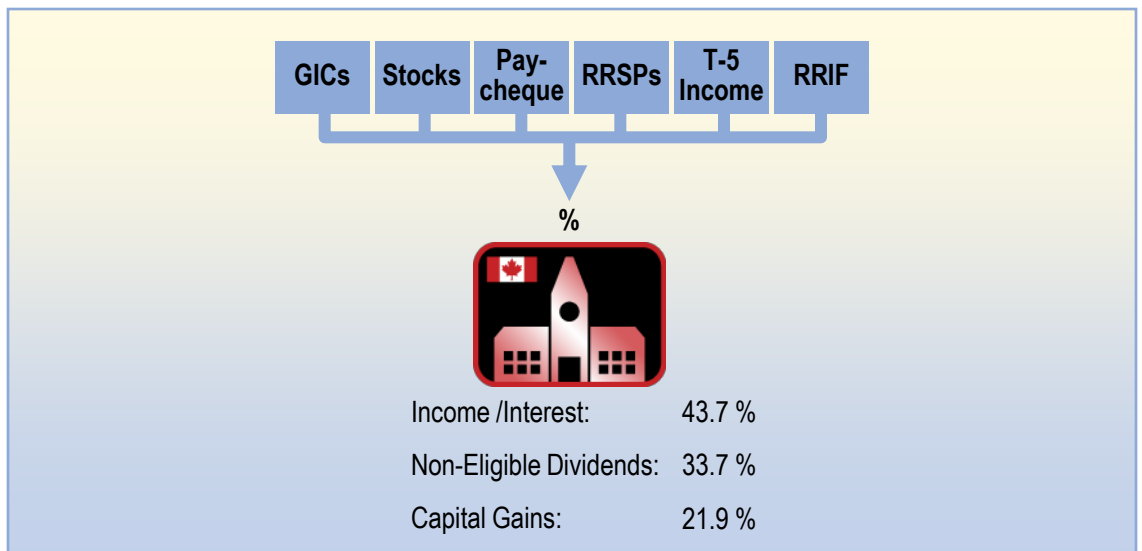 GICs
Stocks
Pay-
cheque
RRSPs
T-5
Income
RRIF
%
Income /Interest: 43.7 %
Non-Eligible Dividends: 33.7 %
Capital Gains: 21.9 %